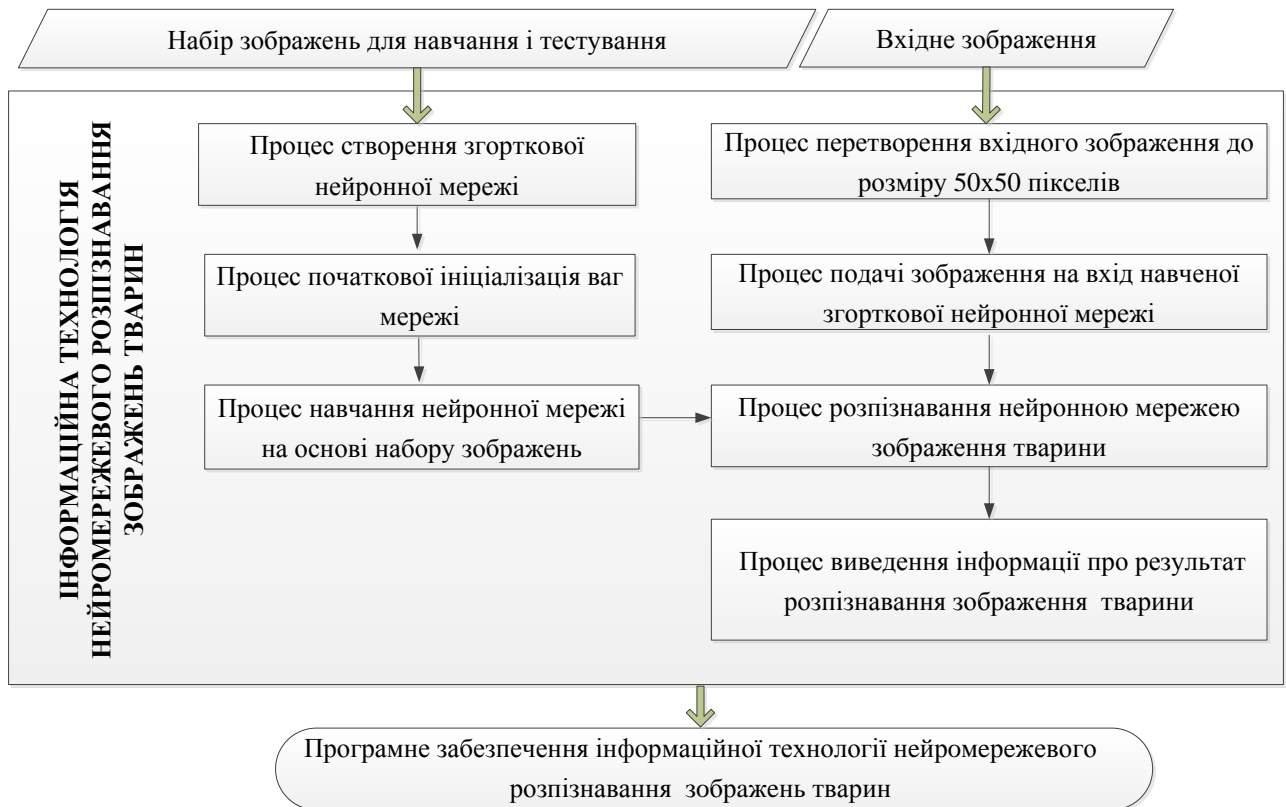 Набір зображень для навчання і тестування
Вхідне зображення
ІНФОРМАЦІЙНА ТЕХНОЛОГІЯ
НЕЙРОМЕРЕЖЕВОГО РОЗПІЗНАВАННЯ
ЗОБРАЖЕНЬ ТВАРИН
Процес створення згорткової
нейронної мережі
Процес початкової ініціалізація ваг
мережі
Процес навчання нейронної мережі
на основі набору зображень
Процес перетворення вхідного зображення до
розміру 50х50 пікселів
Процес подачі зображення на вхід навченої
згорткової нейронної мережі
Процес розпізнавання нейронною мережею
зображення тварини
Процес виведення інформації про результат
розпізнавання зображення тварини
Програмне забезпечення інформаційної технології нейромережевого
розпізнавання зображень тварин